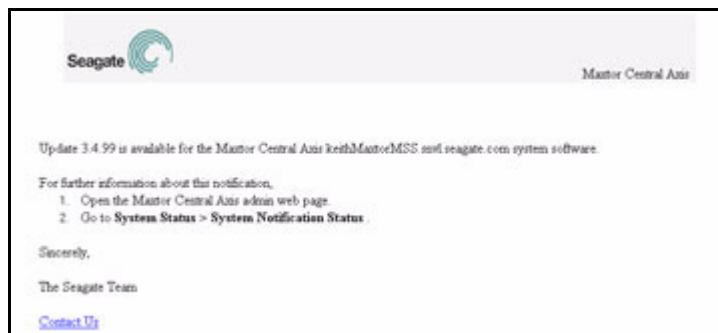 Seagate
Maxtor Central Axis
Update 3.4.99 is available for the Maxtor Central Axis keithMaxtorMSS.snvl.seagate.com system software.
For further information about this notification,
1. Open the Maxtor Central Axis admin web page.
2. Go to System Status > System Notification Status .
Sincerely,
The Seagate Team
Contact Us